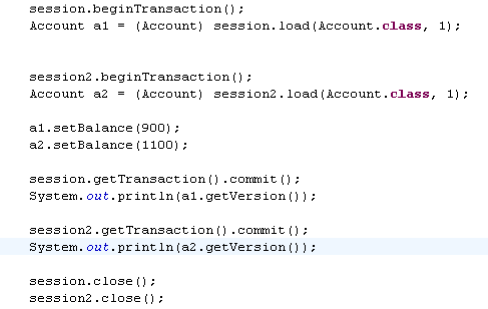 session.beginTransaction();
Account a1 = (Account) session.load(Account.class, 1);
session2.beginTransaction();
Account a2 = (Account) session2.load(Account.class, 1);
a1.setBalance(900);
a2.setBalance(1100);
session.getTransaction().commit();
System.out.println(a1.getVersion());
session2.getTransaction().commit();
System.out.println(a2.getVersion());
session.close();
session2.close();